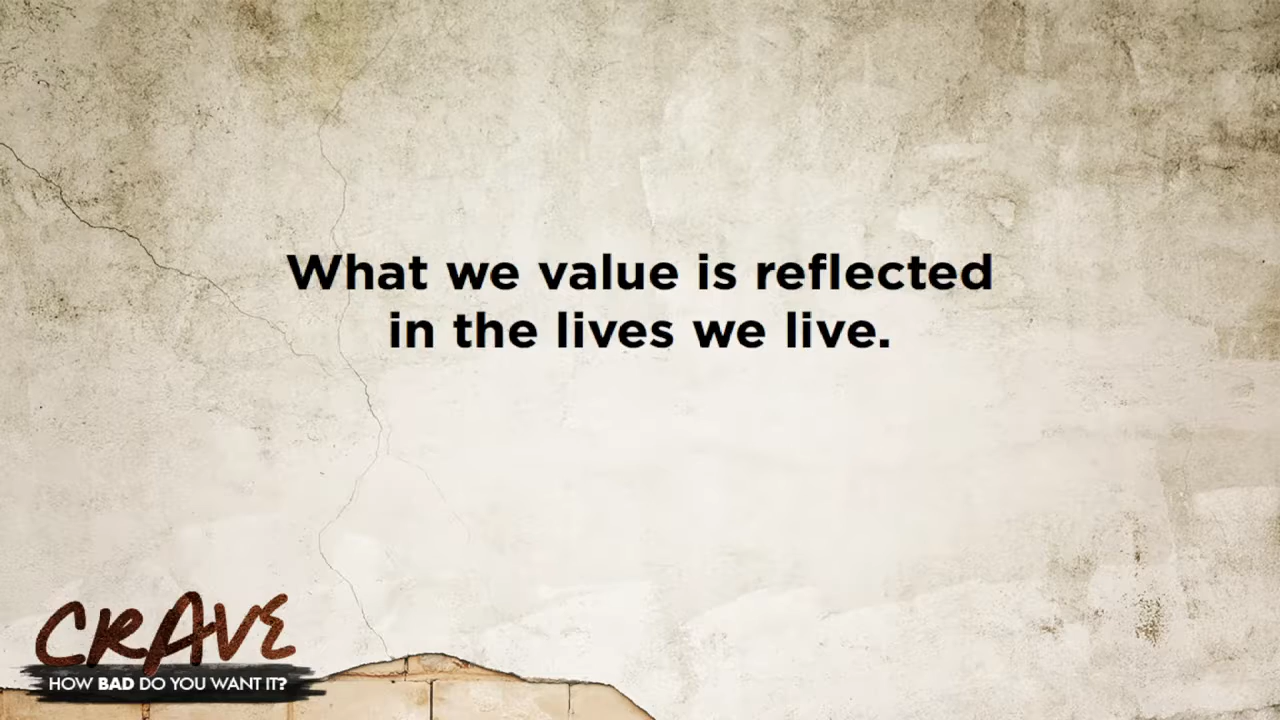 What we value is reflected
in the lives we live.
CRAVE
HOW BAD DO YOU WANT IT?